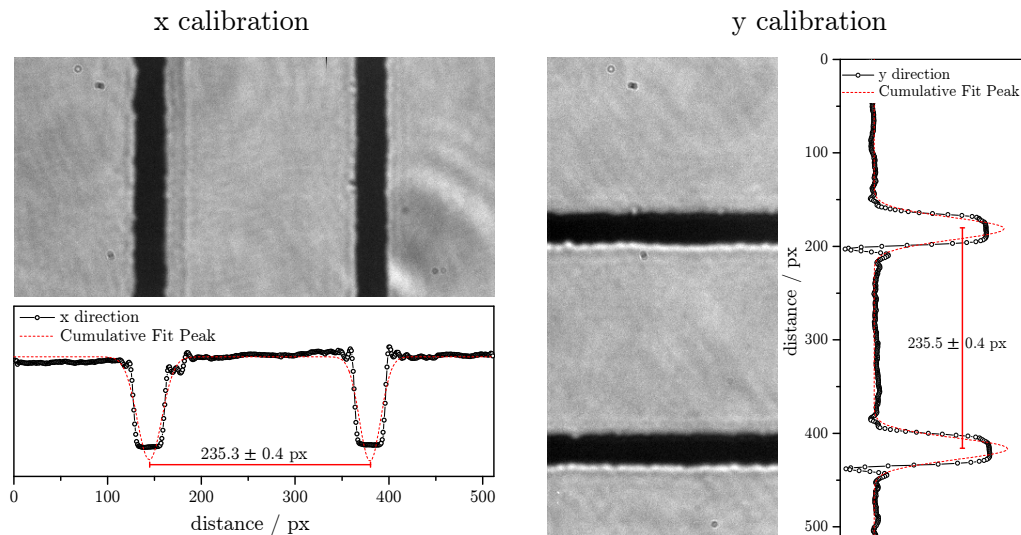 x calibration
x direction
Cumulative Fit Peak
235.3 ± 0.4 px
0 100 200 300 400 500
distance / px
y calibration
0
y direction
Cumulative Fit Peak
100
200
distance / px
300
235.5 ± 0.4 px
400
500